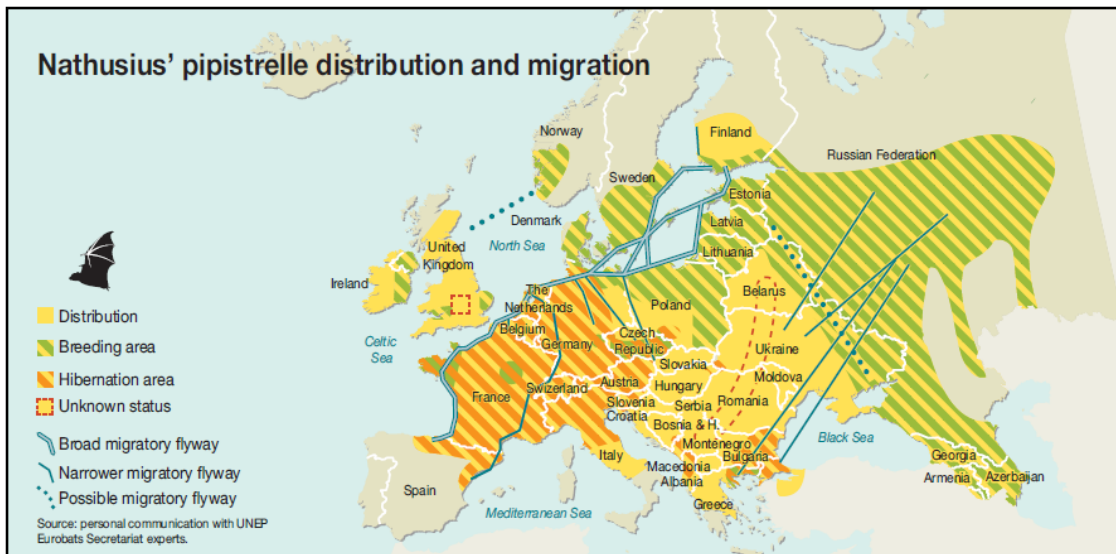 Nathusius' pipistrelle distribution and migration
Norway
Finland
Russian Federation
Sweden
Estonia
Denmark
Latvia
North Sea
United
Kingdom
Lithuania
Ireland
The
Netherlands
Belarus
Poland
Belgium
Celtic
Sea
Germany
Czech
Republic
Ukraine
Slovakia
France
Swizerland
Austria
Hungary
Moldova
Slovenia
Croatia
Serbia
Romania
Bosnia & H.
Black Sea
Italy
Montenegro
Bulgaria
Georgia
Macedonia
Albania
Armenia
Azerbaijan
Spain
Greece
Mediterranean Sea
Distribution
Breeding area
Hibernation area
Unknown status
Broad migratory flyway
Narrower migratory flyway
Possible migratory flyway
Source: personal communication with UNEP
Eurobats Secretariat experts.